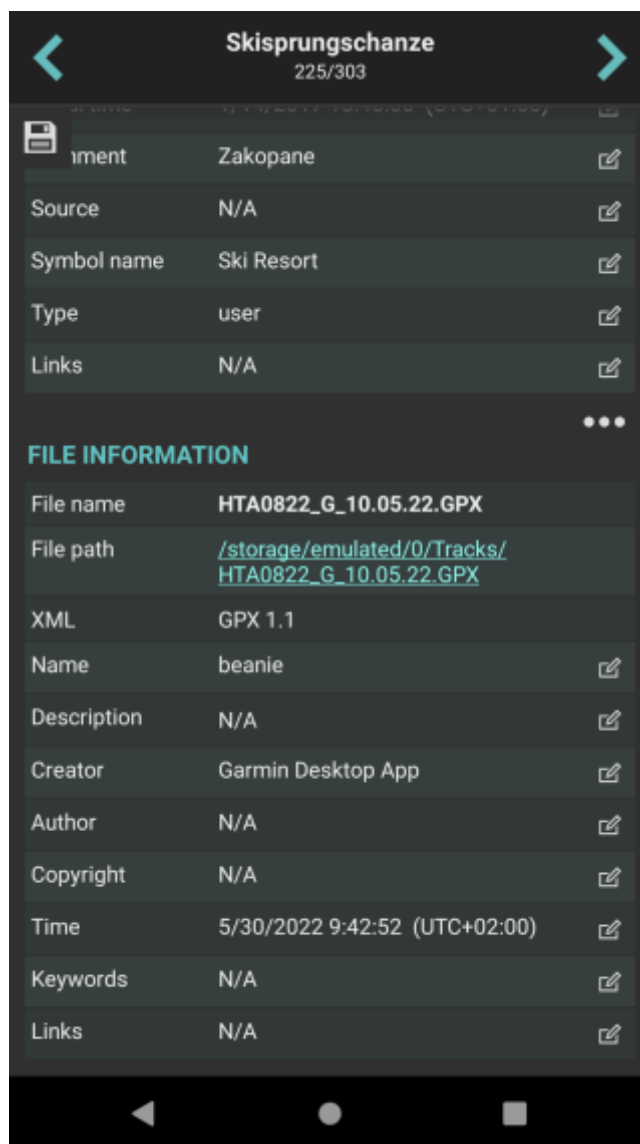 Skisprungschanze
225/303
Zakopane
Source N/A
Symbol name Ski Resort
Type user
Links N/A
FILE INFORMATION
File name HTA0822_G_10.05.22.GPX
File path /storage/emulated/0/Tracks/
HTA0822_G_10.05.22.GPX
XML GPX 1.1
Name beanie
Description N/A
Creator Garmin Desktop App
Author N/A
Copyright N/A
Time 5/30/2022 9:42:52 (UTC+02:00)
Keywords N/A
Links N/A